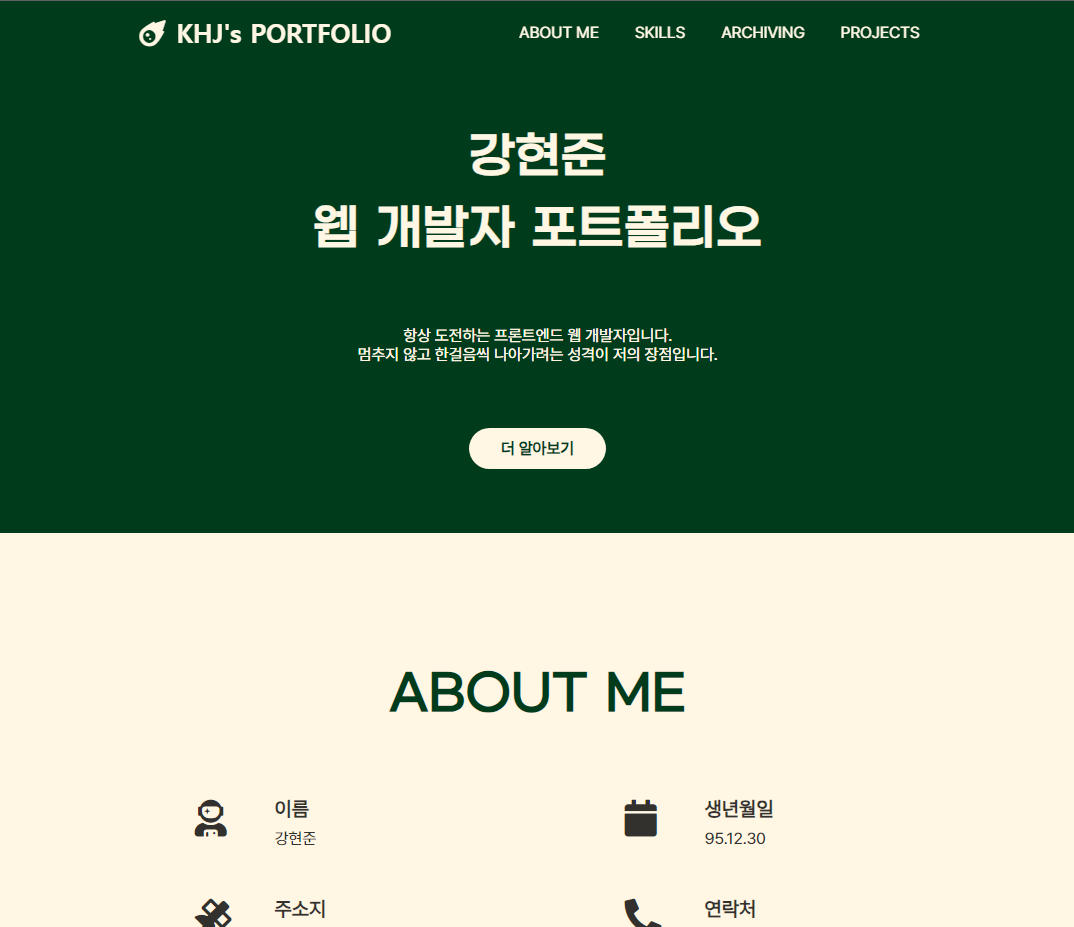 KHJ's PORTFOLIO
ABOUT ME
SKILLS
ARCHIVING
PROJECTS
강현준
웹 개발자 포트폴리오
항상 도전하는 프론트엔드 웹 개발자입니다.
멈추지 않고 한걸음씩 나아가려는 성격이 저의 장점입니다.
더 알아보기
ABOUT ME
이름
강현준
생년월일
95.12.30
주소지
연락처